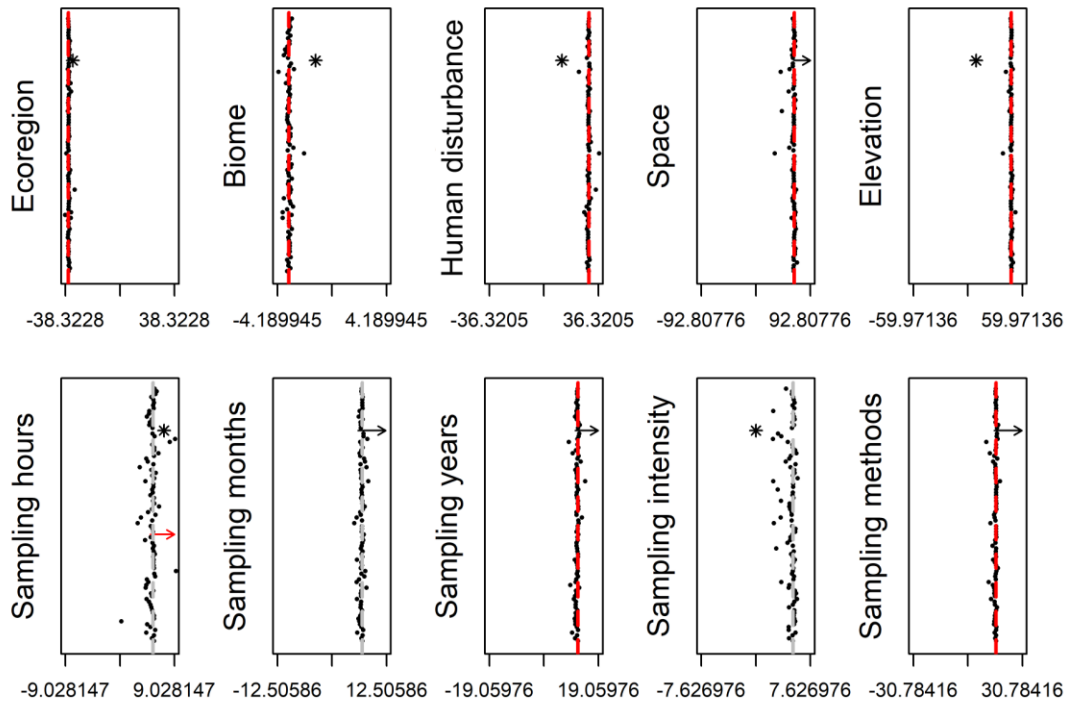 Ecoregion
Biome
Human disturbance
Space
Elevation
-38.3228 38.3228
-4.189945 4.189945
-36.3205 36.3205
-92.80776 92.80776
-59.97136 59.97136
Sampling hours
Sampling months
Sampling years
Sampling intensity
Sampling methods
-9.028147 9.028147
-12.50586 12.50586
-19.05976 19.05976
-7.626976 7.626976
-30.78416 30.78416